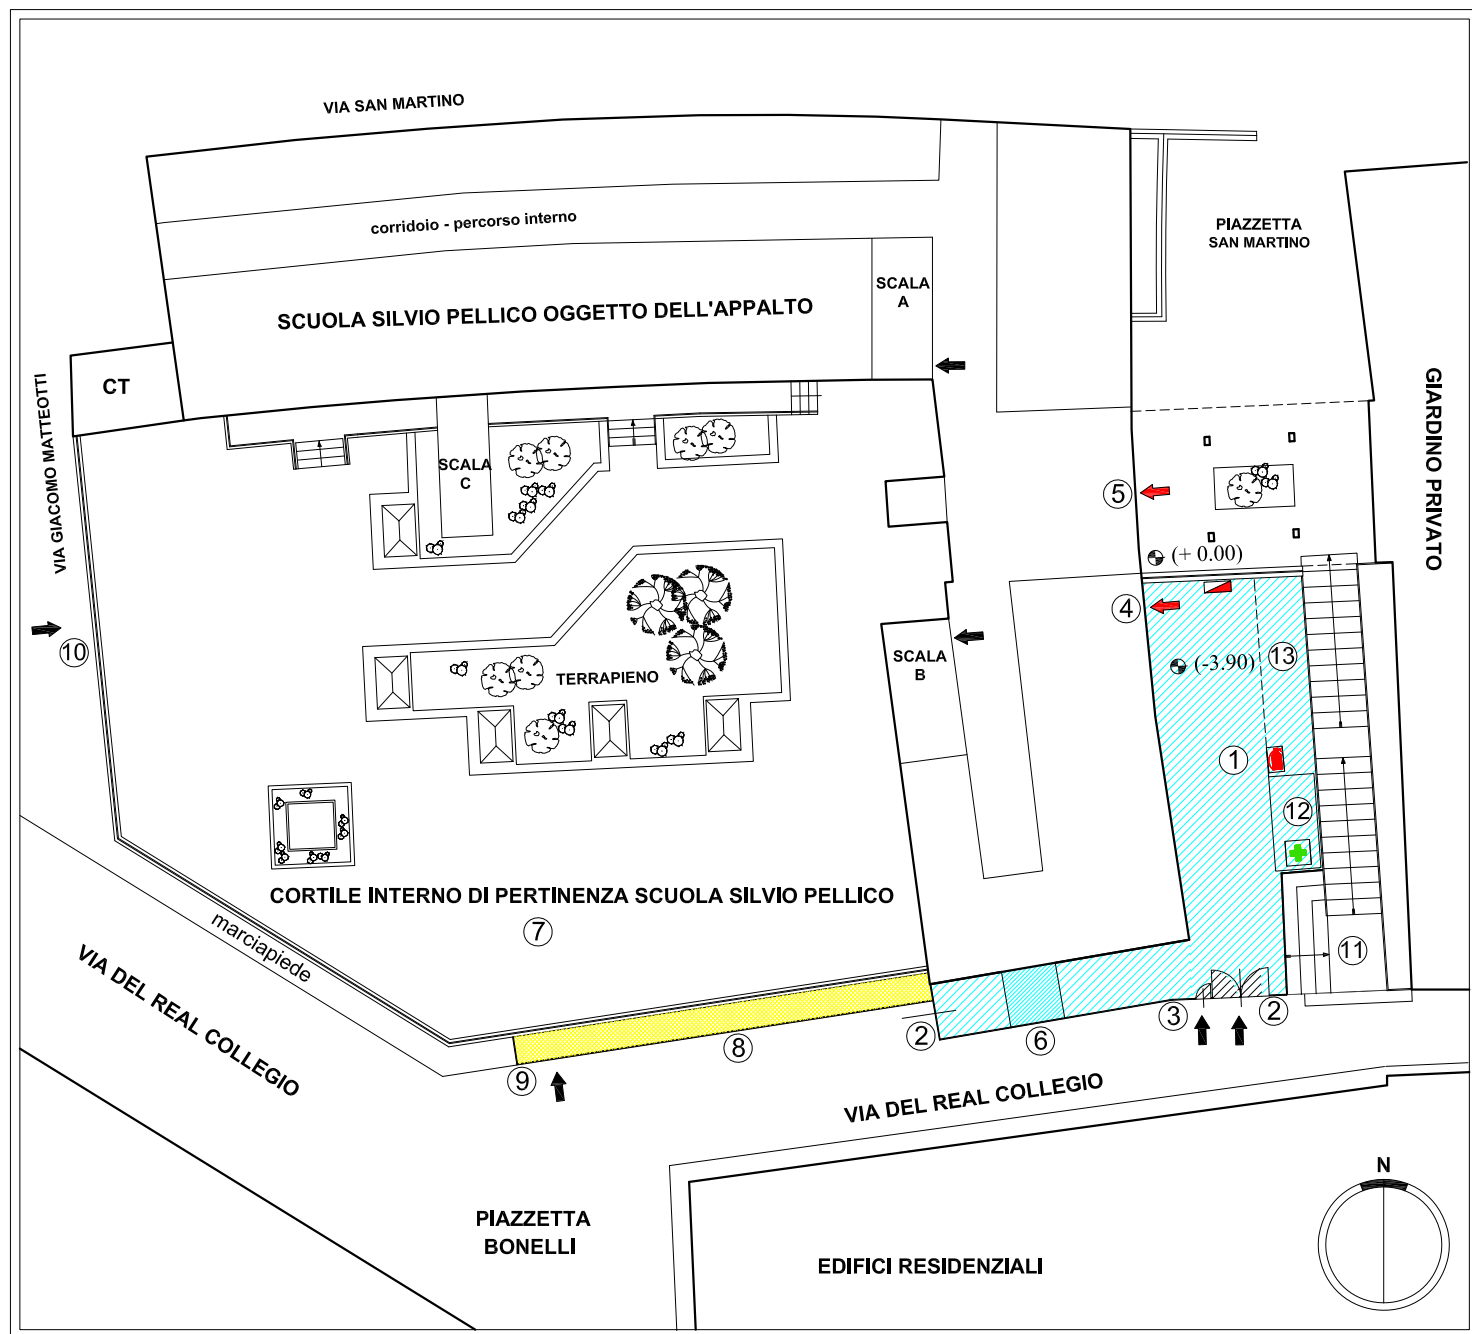 VIA SAN MARTINO
corridoio - percorso interno
PIAZZETTA
SAN MARTINO
SCUOLA SILVIO PELLICO OGGETTO DELL'APPALTO
SCALA
A
CT
VIA GIACOMO MATTEOTTI
GIARDINO PRIVATO
SCALA
C
5
(+ 0.00)
4
10
SCALA
B
(-3.90)
13
TERRAPIENO
1
12
CORTILE INTERNO DI PERTINENZA SCUOLA SILVIO PELLICO
7
marciapiede
11
VIA DEL REAL COLLEGIO
2
3
2
6
8
9
VIA DEL REAL COLLEGIO
PIAZZETTA
BONELLI
EDIFICI RESIDENZIALI
N